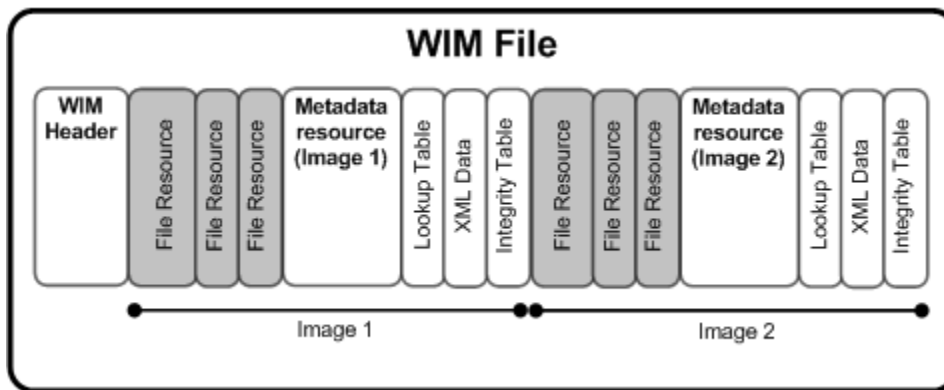 WIM File
WIM
Header
File Resource
File Resource
File Resource
Metadata
resource
(Image 1)
Lookup Table
XML Data
Integrity Table
File Resource
File Resource
File Resource
Metadata
resource
(Image 2)
Lookup Table
XML Data
Integrity Table
Image 1
Image 2